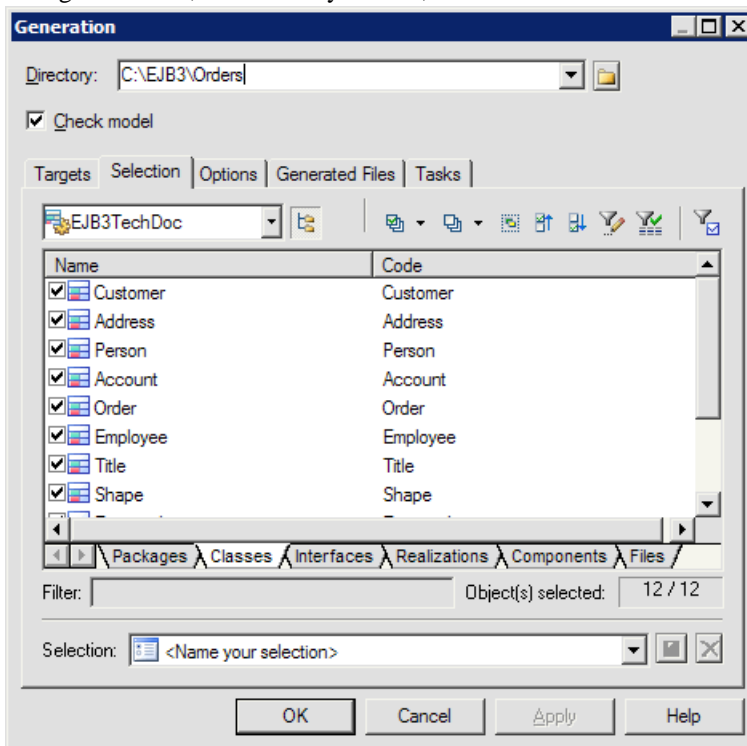 Generation
Directory: C:\EJB3\Orders
Check model
Targets Selection Options Generated Files Tasks
EJB3TechDoc
Name Code
Customer Customer
Address Address
Person Person
Account Account
Order Order
Employee Employee
Title Title
Shape Shape
Packages Classes Interfaces Realizations Components Files
Filter: Object(s) selected: 12 / 12
Selection: <Name your selection>
OK Cancel Apply Help